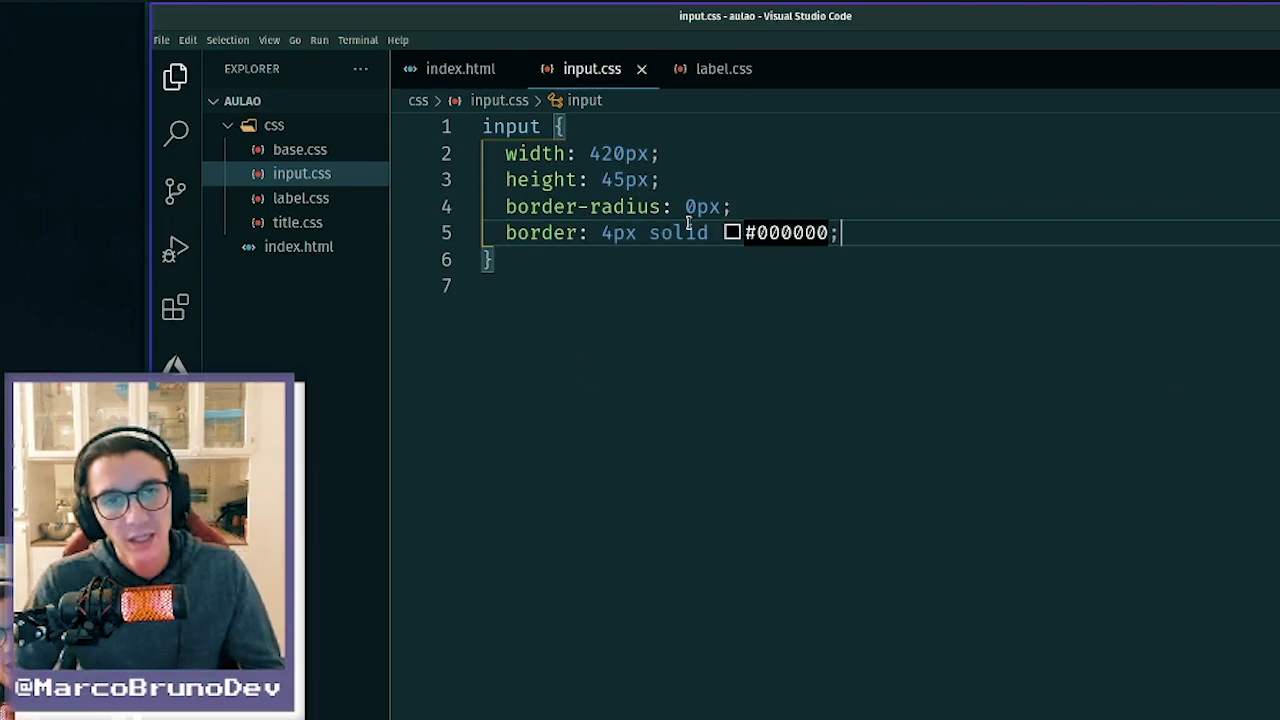 input.css - aulao - Visual Studio Code
File Edit Selection View Go Run Terminal Help
EXPLORER ···
index.html input.css label.css
AULAO
css
base.css
input.css
label.css
title.css
index.html
css > input.css > input
1 input {
2 width: 420px;
3 height: 45px;
4 border-radius: 0px;
5 border: 4px solid #000000;
6 }
7
@MarcoBrunoDev